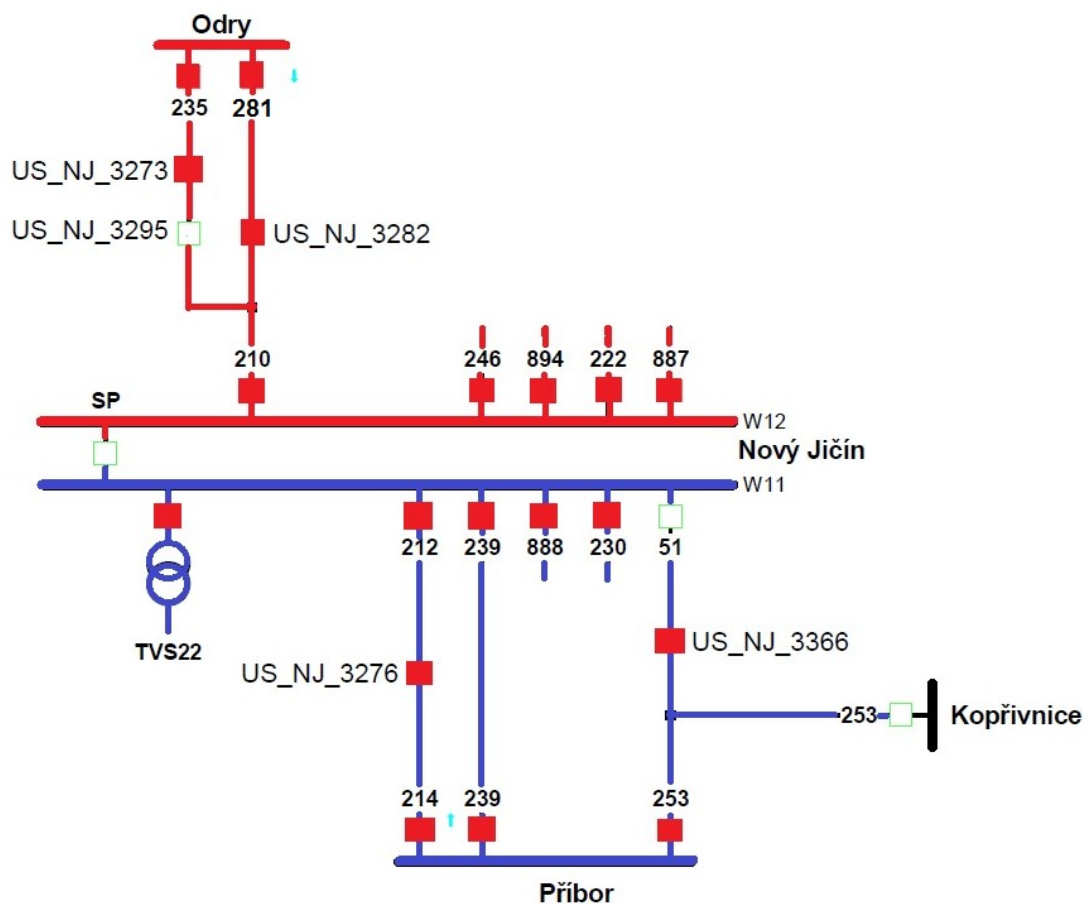 Odry
235 281
US_NJ_3273
US_NJ_3295 US_NJ_3282
210 246 894 222 887
SP
W12
Nový Jičín
W11
212 239 888 230 51
TVS22
US_NJ_3276 US_NJ_3366
253 Kopřivnice
214 239 253
Příbor